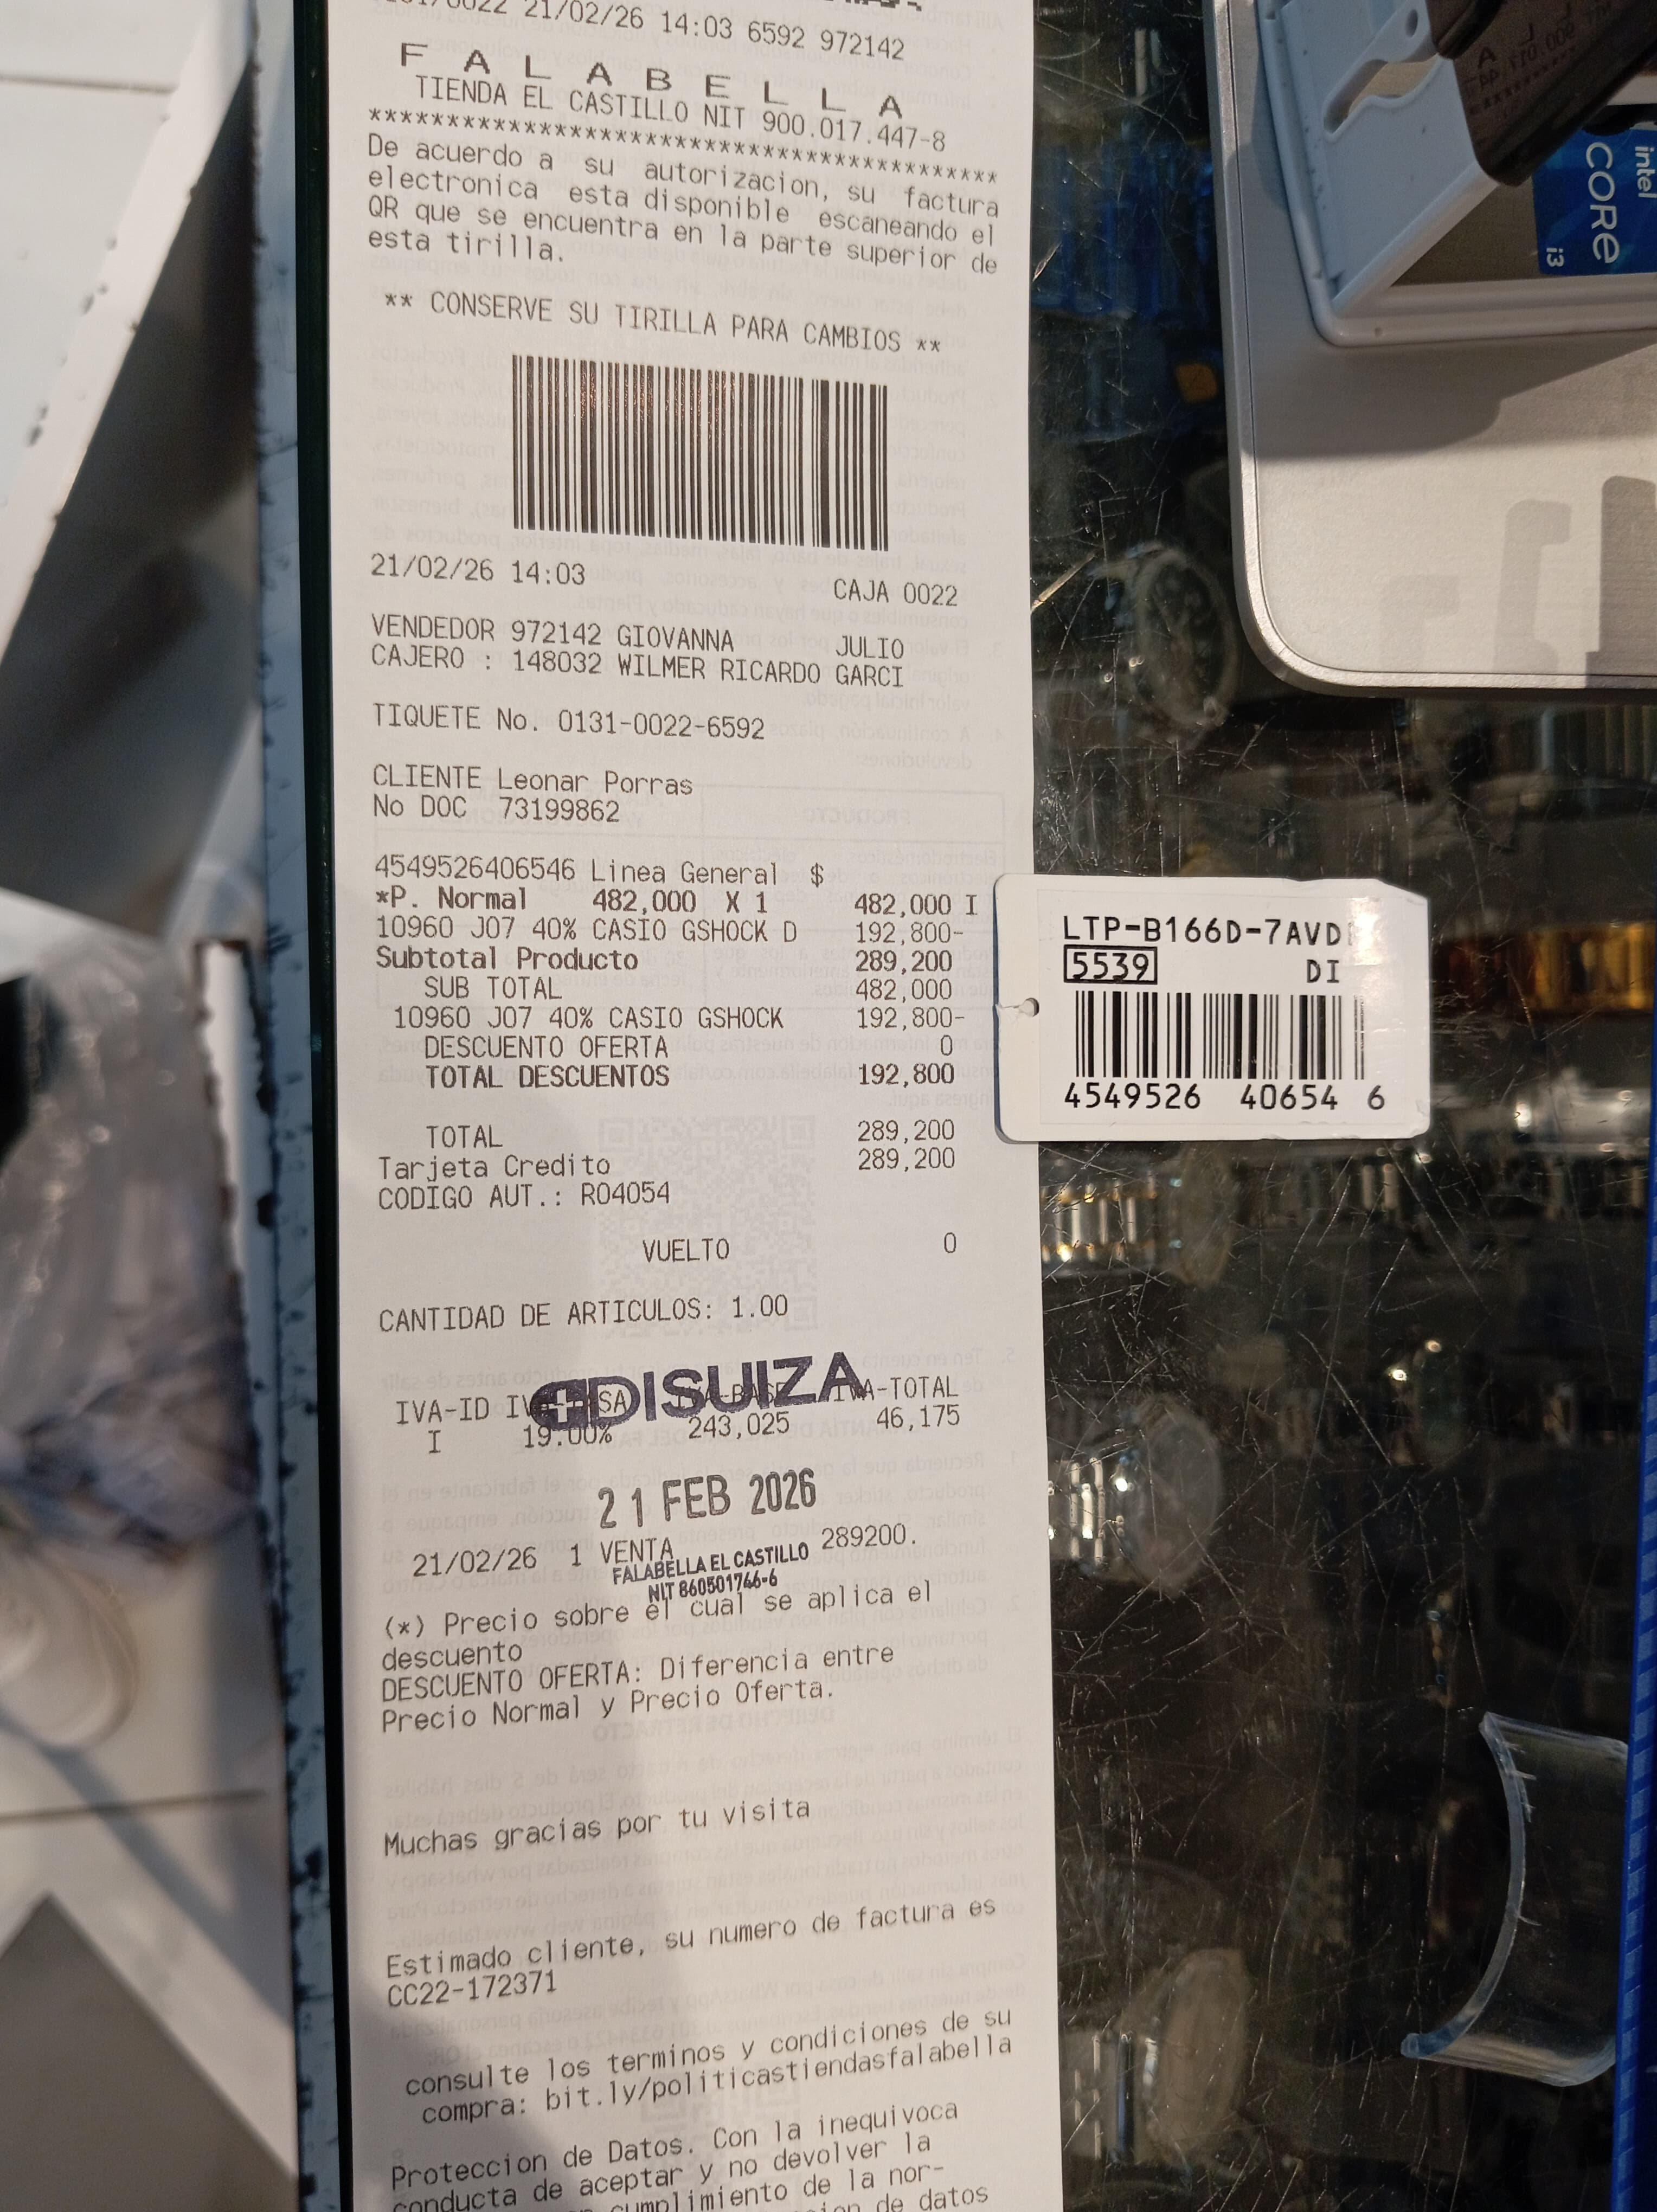 21/02/26 14:03 6592 972142
FALABELLA
TIENDA EL CASTILLO NIT 900.017.447-8
****************************************
De acuerdo a su autorizacion, su factura
electronica esta disponible escaneando el
QR que se encuentra en la parte superior de
esta tirilla.
** CONSERVE SU TIRILLA PARA CAMBIOS **
21/02/26 14:03 CAJA 0022
VENDEDOR 972142 GIOVANNA JULIO
CAJERO : 148032 WILMER RICARDO GARCI
TIQUETE No. 0131-0022-6592
CLIENTE Leonar Porras
No DOC 73199862
4549526406546 Linea General $
*P. Normal 482,000 X 1 482,000 I
10960 J07 40% CASIO GSHOCK D 192,800-
Subtotal Producto 289,200
SUB TOTAL 482,000
10960 J07 40% CASIO GSHOCK 192,800-
DESCUENTO OFERTA 0
TOTAL DESCUENTOS 192,800
TOTAL 289,200
Tarjeta Credito 289,200
CODIGO AUT.: R04054
VUELTO 0
CANTIDAD DE ARTICULOS: 1.00
DISUIZA
IVA-ID IVA-TOTAL
I 19.00% 243,025 46,175
21 FEB 2026
21/02/26 1 VENTA 289200.
FALABELLA EL CASTILLO
NIT 860501746-6
(*) Precio sobre el cual se aplica el
descuento
DESCUENTO OFERTA: Diferencia entre
Precio Normal y Precio Oferta.
Muchas gracias por tu visita
Estimado cliente, su numero de factura es
CC22-172371
consulte los terminos y condiciones de su
compra: bit.ly/politicastiendasfalabella
Proteccion de Datos. Con la inequivoca
conducta de aceptar y no devolver la
cumplimiento de la nor-
de datos
LTP-B166D-7AVD
5539 DI
4549526 40654 6
intel
CORE
i3